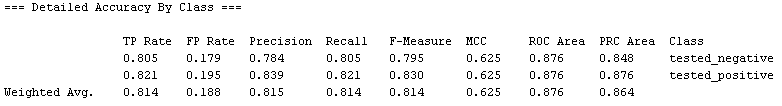 === Detailed Accuracy By Class ===
TP Rate FP Rate Precision Recall F-Measure MCC ROC Area PRC Area Class
0.805 0.179 0.784 0.805 0.795 0.625 0.876 0.848 tested_negative
0.821 0.195 0.839 0.821 0.830 0.625 0.876 0.876 tested_positive
Weighted Avg. 0.814 0.188 0.815 0.814 0.814 0.625 0.876 0.864